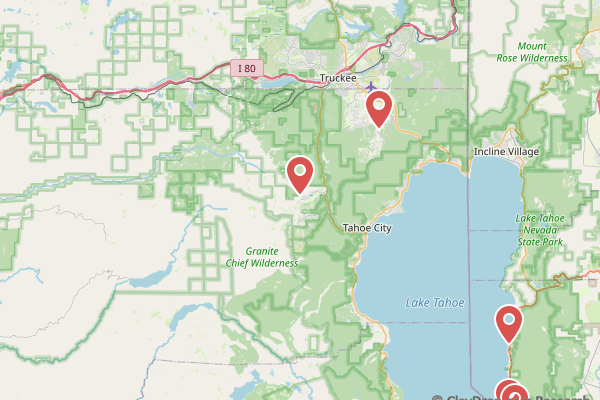 Mount
Rose Wilderness
I 80
Truckee
Incline Village
Lake Tahoe
Nevada
State Park
Tahoe City
Granite
Chief Wilderness
Lake Tahoe